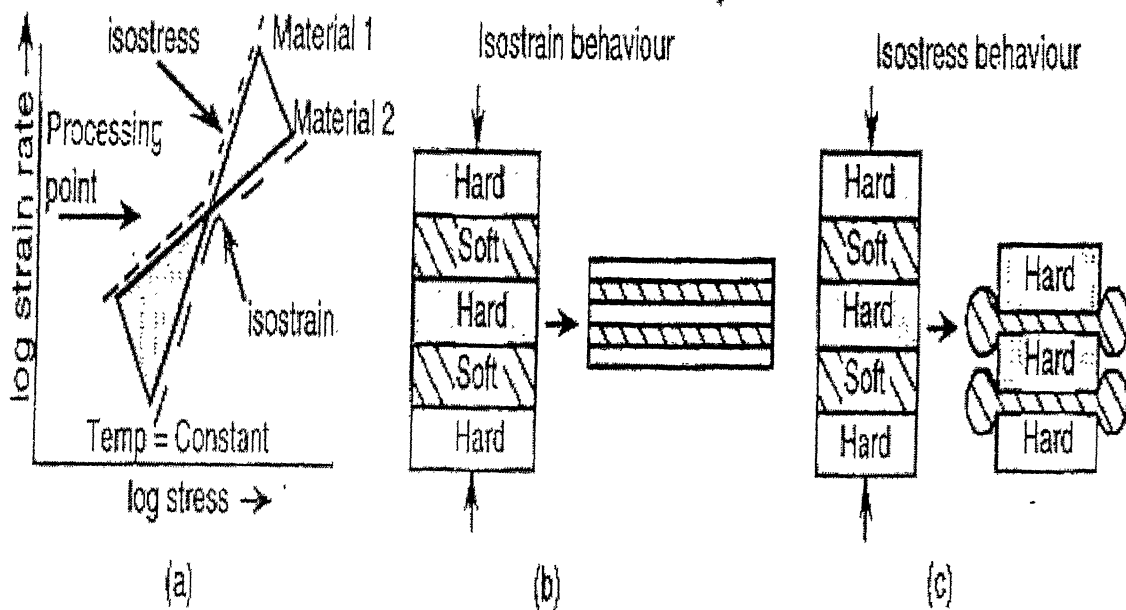 log strain rate
isostress
Material 1
Material 2
Processing
point
isostrain
Temp = Constant
log stress
(a)
Isostrain behaviour
Hard
Soft
Hard
Soft
Hard
(b)
Isostress behaviour
Hard
Soft
Hard
Soft
Hard
Hard
Hard
Hard
(c)